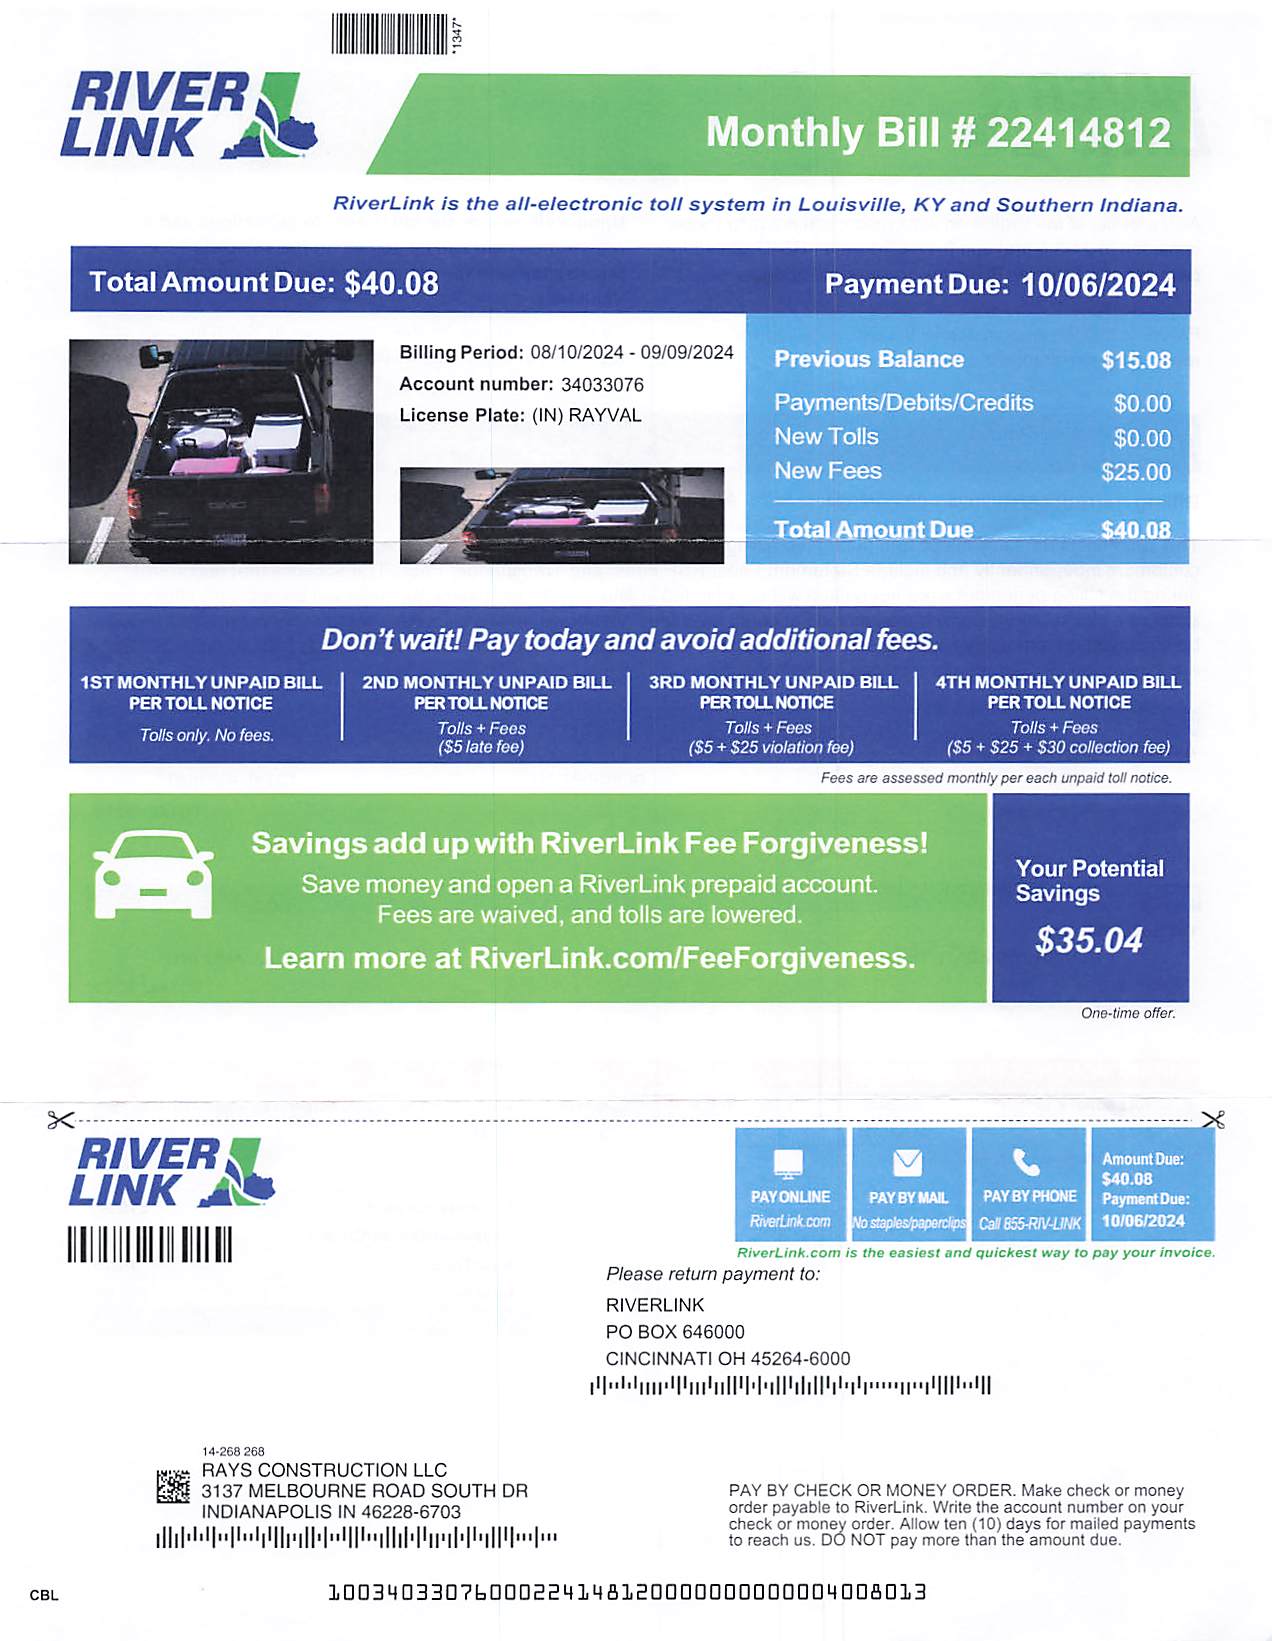 *1347*
RIVER
LINK
Monthly Bill # 22414812
RiverLink is the all-electronic toll system in Louisville, KY and Southern Indiana.
Total Amount Due: $40.08
Payment Due: 10/06/2024
Billing Period: 08/10/2024 - 09/09/2024
Account number: 34033076
License Plate: (IN) RAYVAL
Previous Balance $15.08
Payments/Debits/Credits $0.00
New Tolls $0.00
New Fees $25.00
Total Amount Due $40.08
GMC
Don't wait! Pay today and avoid additional fees.
1ST MONTHLY UNPAID BILL
PER TOLL NOTICE
Tolls only. No fees.
2ND MONTHLY UNPAID BILL
PER TOLL NOTICE
Tolls + Fees
($5 late fee)
3RD MONTHLY UNPAID BILL
PER TOLL NOTICE
Tolls + Fees
($5 + $25 violation fee)
4TH MONTHLY UNPAID BILL
PER TOLL NOTICE
Tolls + Fees
($5 + $25 + $30 collection fee)
Fees are assessed monthly per each unpaid toll notice.
Savings add up with RiverLink Fee Forgiveness!
Save money and open a RiverLink prepaid account.
Fees are waived, and tolls are lowered.
Learn more at RiverLink.com/FeeForgiveness.
Your Potential
Savings
$35.04
One-time offer.
RIVER
LINK
PAY ONLINE
RiverLink.com
PAY BY MAIL
No staples/paperclips
PAY BY PHONE
Call 855-RIV-LINK
Amount Due:
$40.08
Payment Due:
10/06/2024
RiverLink.com is the easiest and quickest way to pay your invoice.
Please return payment to:
RIVERLINK
PO BOX 646000
CINCINNATI OH 45264-6000
14-268 268
RAYS CONSTRUCTION LLC
3137 MELBOURNE ROAD SOUTH DR
INDIANAPOLIS IN 46228-6703
PAY BY CHECK OR MONEY ORDER. Make check or money
order payable to RiverLink. Write the account number on your
check or money order. Allow ten (10) days for mailed payments
to reach us. DO NOT pay more than the amount due.
CBL
1003403307600022414812000000000004008013